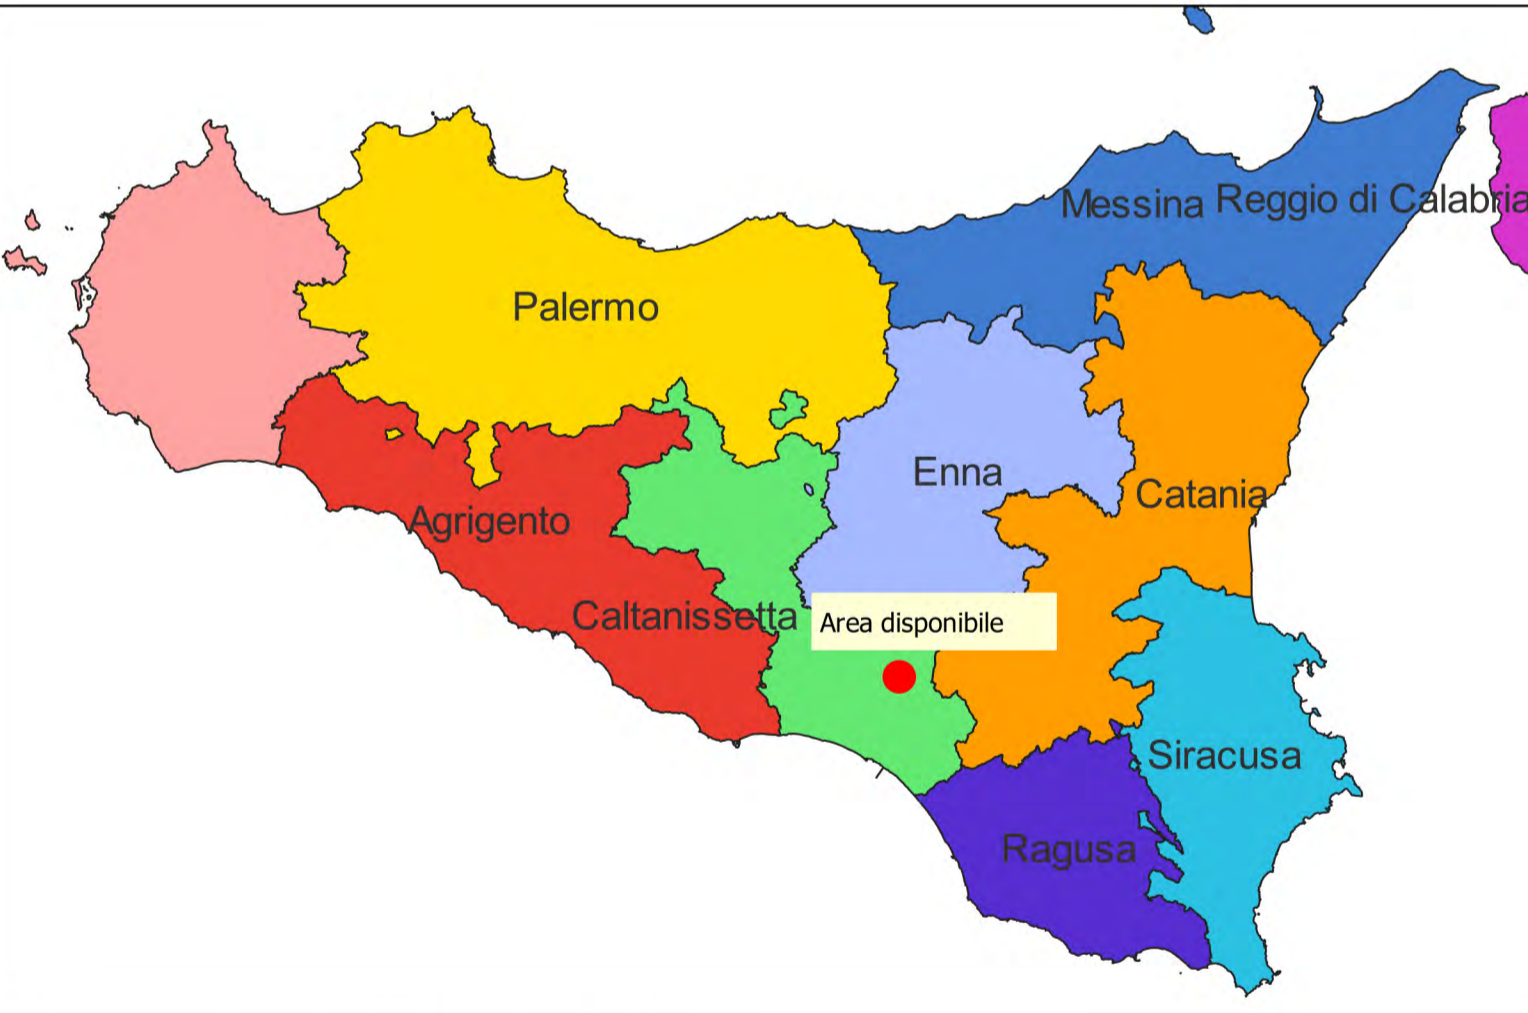 Messina
Reggio di Calabria
Palermo
Enna
Catania
Agrigento
Caltanissetta
Area disponibile
Siracusa
Ragusa